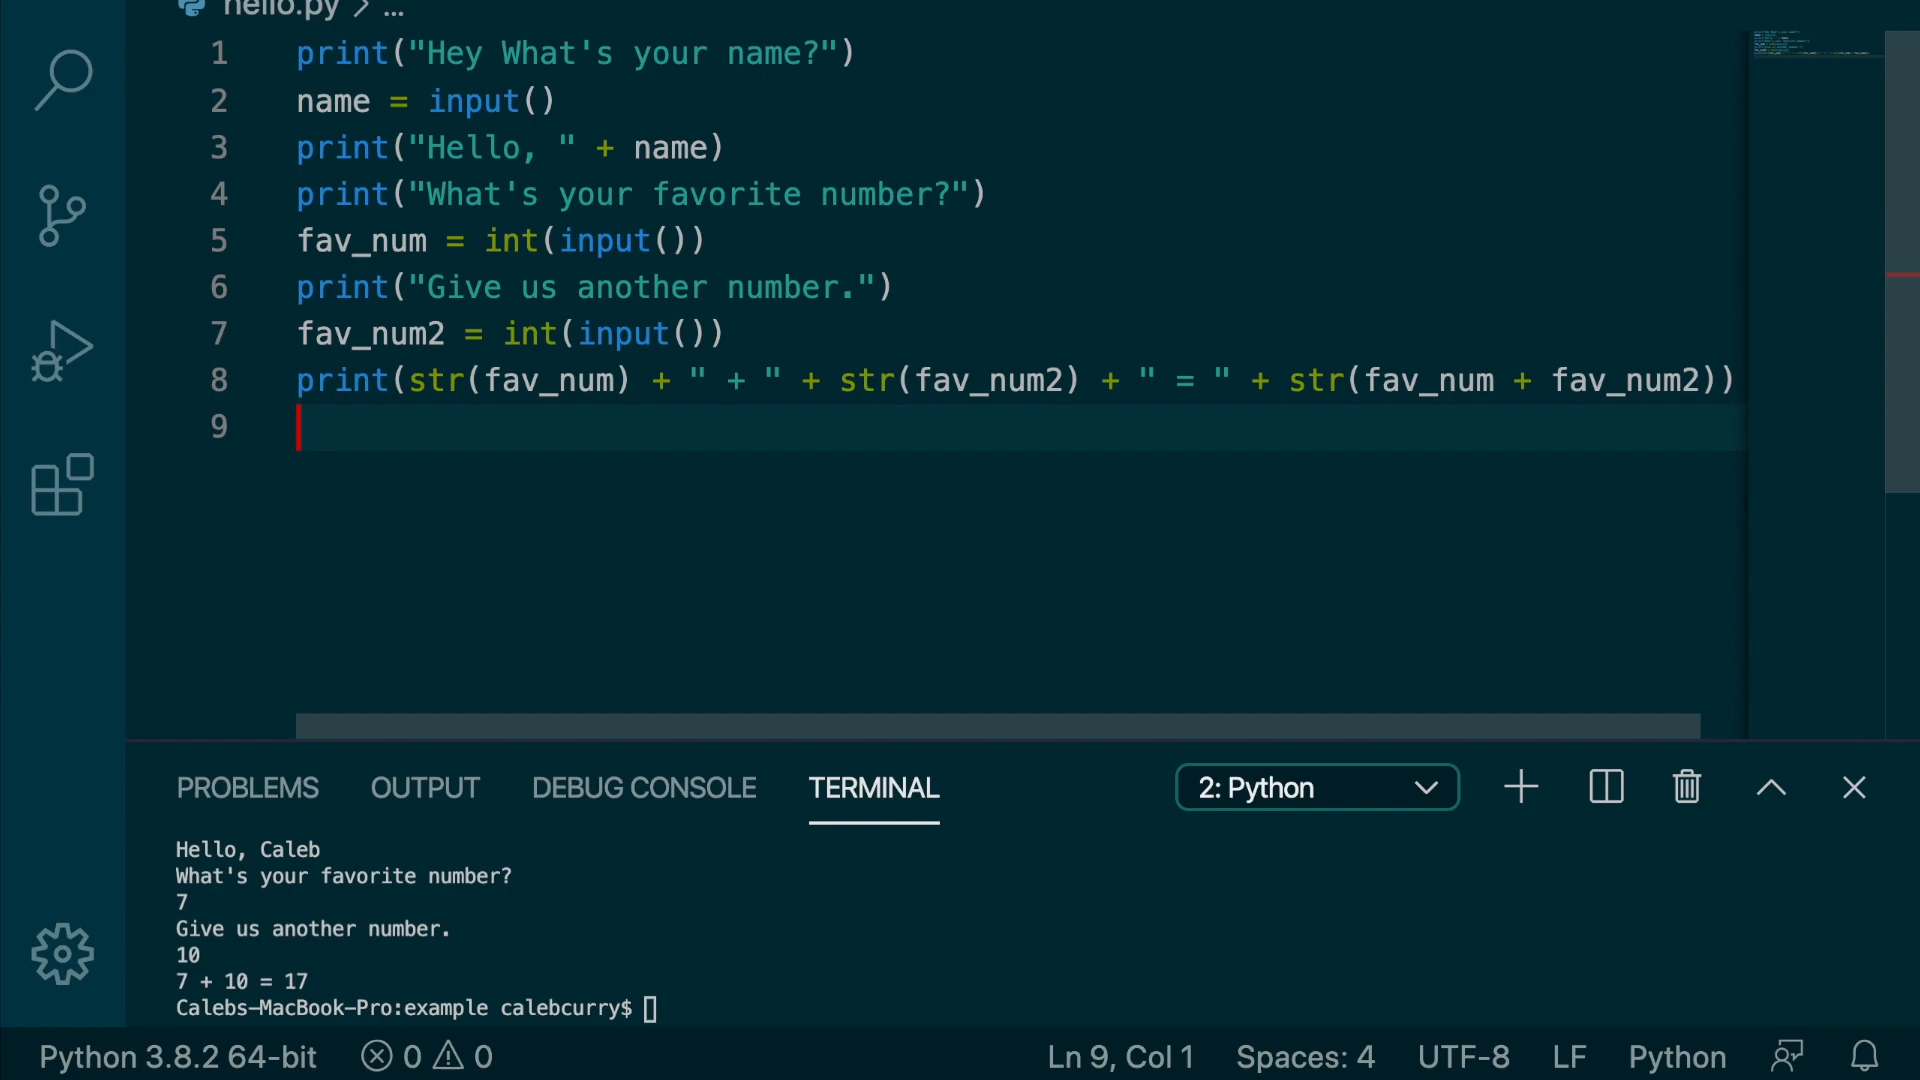 hello.py > ...
1 print("Hey What's your name?")
2 name = input()
3 print("Hello, " + name)
4 print("What's your favorite number?")
5 fav_num = int(input())
6 print("Give us another number.")
7 fav_num2 = int(input())
8 print(str(fav_num) + " + " + str(fav_num2) + " = " + str(fav_num + fav_num2))
9
PROBLEMS OUTPUT DEBUG CONSOLE TERMINAL 2: Python
Hello, Caleb
What's your favorite number?
7
Give us another number.
10
7 + 10 = 17
Calebs-MacBook-Pro:example calebcurry$
Python 3.8.2 64-bit 0 0 Ln 9, Col 1 Spaces: 4 UTF-8 LF Python